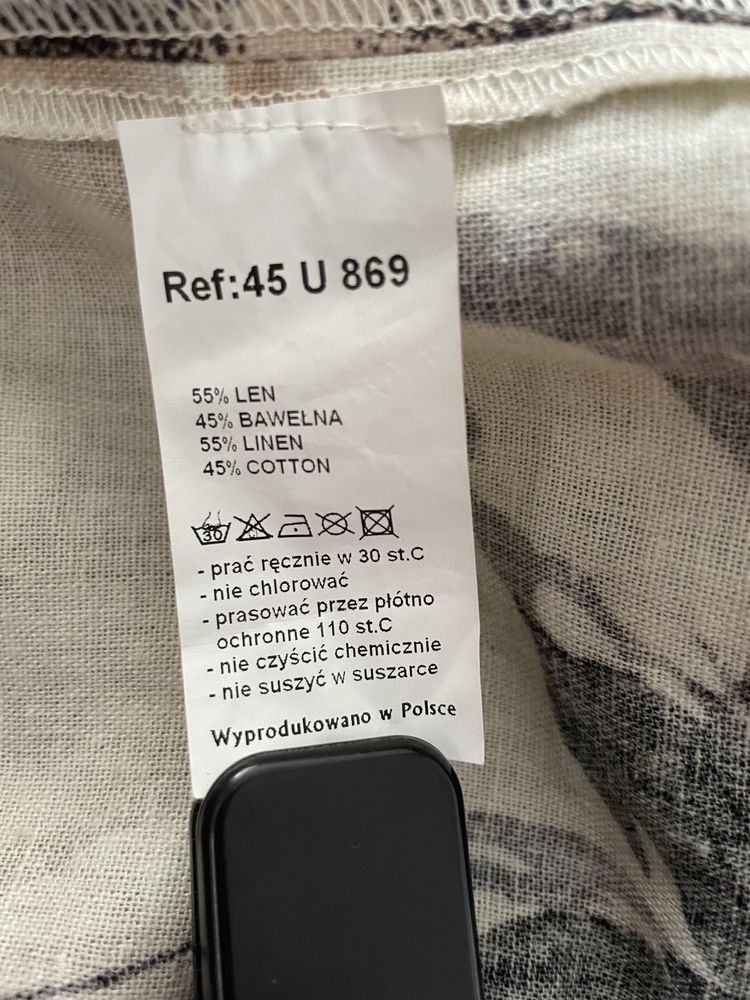 Ref:45 U 869
55% LEN
45% BAWEŁNA
55% LINEN
45% COTTON
30
- prać ręcznie w 30 st.C
- nie chlorować
- prasować przez płótno
ochronne 110 st.C
- nie czyścić chemicznie
- nie suszyć w suszarce
Wyprodukowano w Polsce